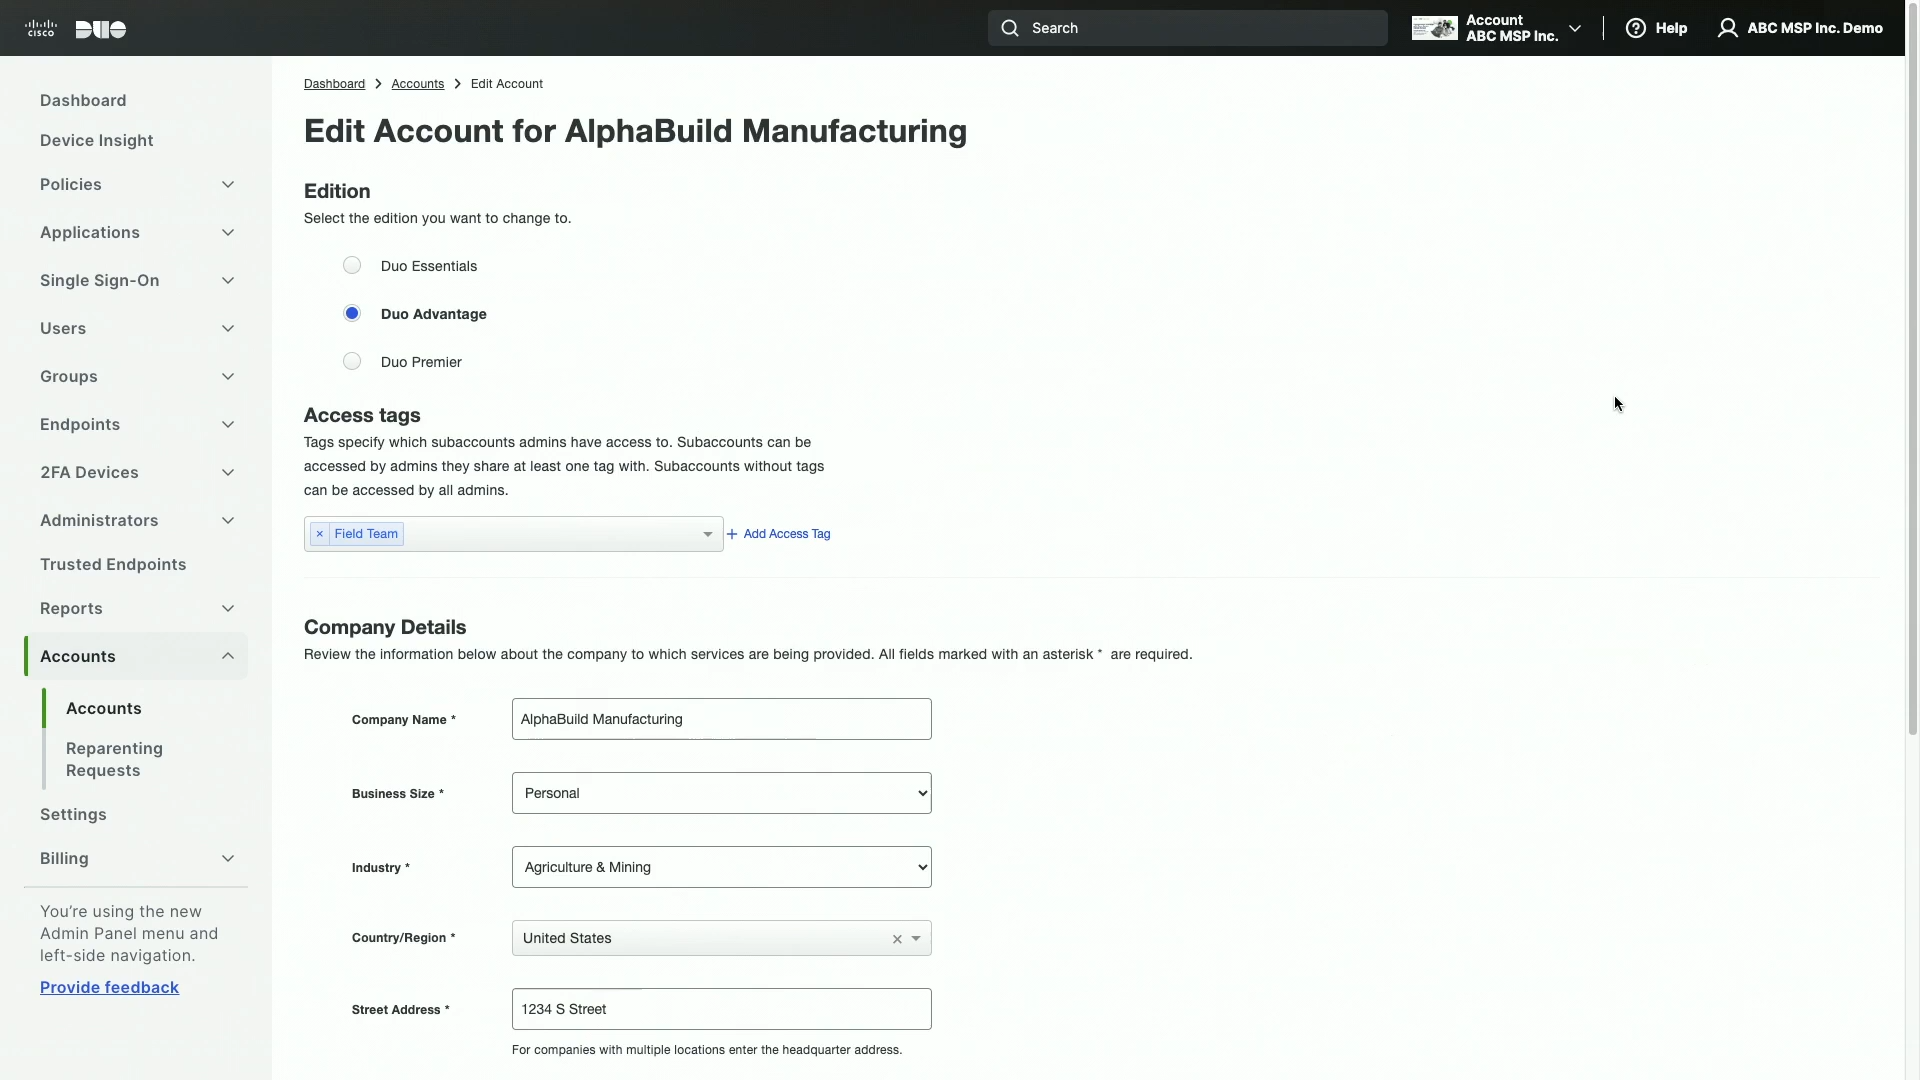 CISCO DUO
Search
Account
ABC MSP Inc.
Help
ABC MSP Inc. Demo
Dashboard
Device Insight
Policies
Applications
Single Sign-On
Users
Groups
Endpoints
2FA Devices
Administrators
Trusted Endpoints
Reports
Accounts
Accounts
Reparenting
Requests
Settings
Billing
You're using the new
Admin Panel menu and
left-side navigation.
Provide feedback
Dashboard > Accounts > Edit Account
Edit Account for AlphaBuild Manufacturing
Edition
Select the edition you want to change to.
Duo Essentials
Duo Advantage
Duo Premier
Access tags
Tags specify which subaccounts admins have access to. Subaccounts can be
accessed by admins they share at least one tag with. Subaccounts without tags
can be accessed by all admins.
× Field Team
+ Add Access Tag
Company Details
Review the information below about the company to which services are being provided. All fields marked with an asterisk * are required.
Company Name * AlphaBuild Manufacturing
Business Size * Personal
Industry * Agriculture & Mining
Country/Region * United States ×
Street Address * 1234 S Street
For companies with multiple locations enter the headquarter address.